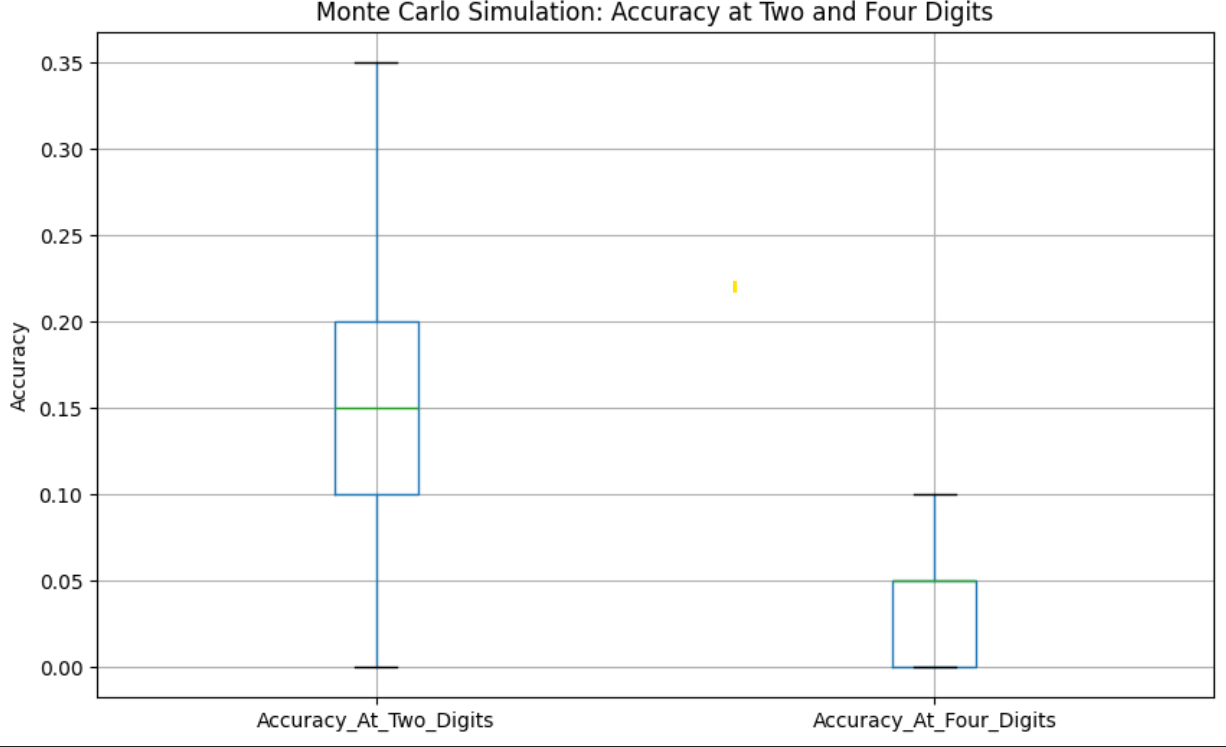 Monte Carlo Simulation: Accuracy at Two and Four Digits
Accuracy
0.35
0.30
0.25
0.20
0.15
0.10
0.05
0.00
Accuracy_At_Two_Digits
Accuracy_At_Four_Digits